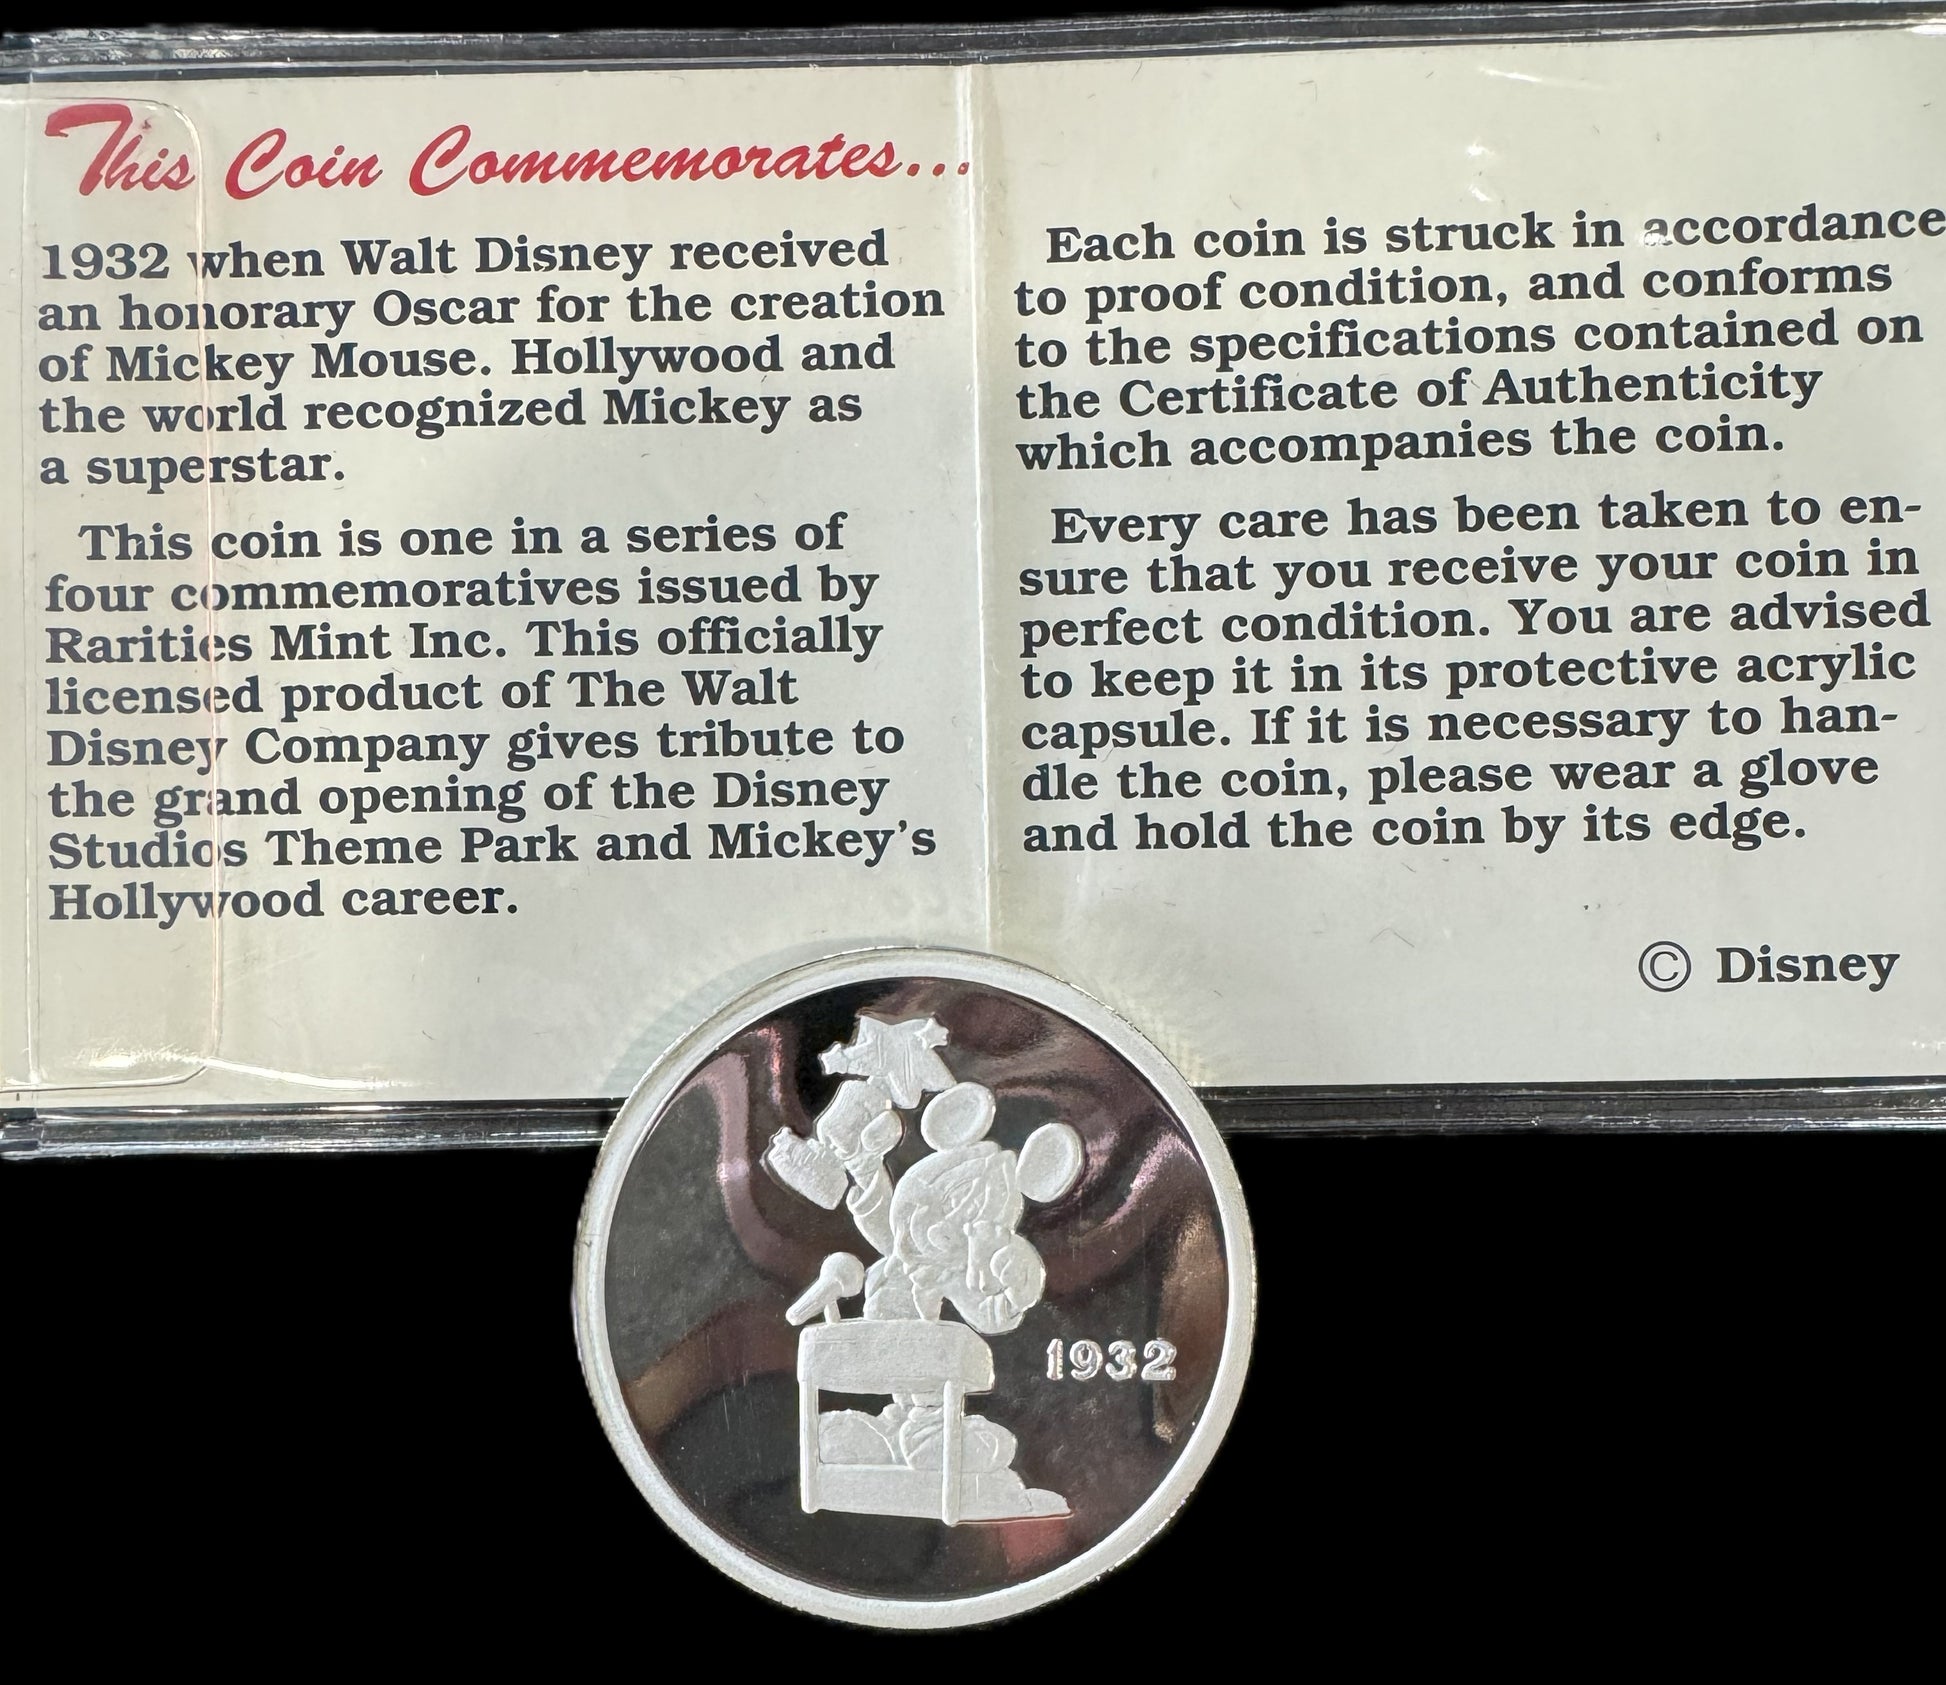 This Coin Commemorates...
1932 when Walt Disney received
an honorary Oscar for the creation
of Mickey Mouse. Hollywood and
the world recognized Mickey as
a superstar.
This coin is one in a series of
four commemoratives issued by
Rarities Mint Inc. This officially
licensed product of The Walt
Disney Company gives tribute to
the grand opening of the Disney
Studios Theme Park and Mickey's
Hollywood career.
Each coin is struck in accordance
to proof condition, and conforms
to the specifications contained on
the Certificate of Authenticity
which accompanies the coin.
Every care has been taken to en-
sure that you receive your coin in
perfect condition. You are advised
to keep it in its protective acrylic
capsule. If it is necessary to han-
dle the coin, please wear a glove
and hold the coin by its edge.
© Disney
1932